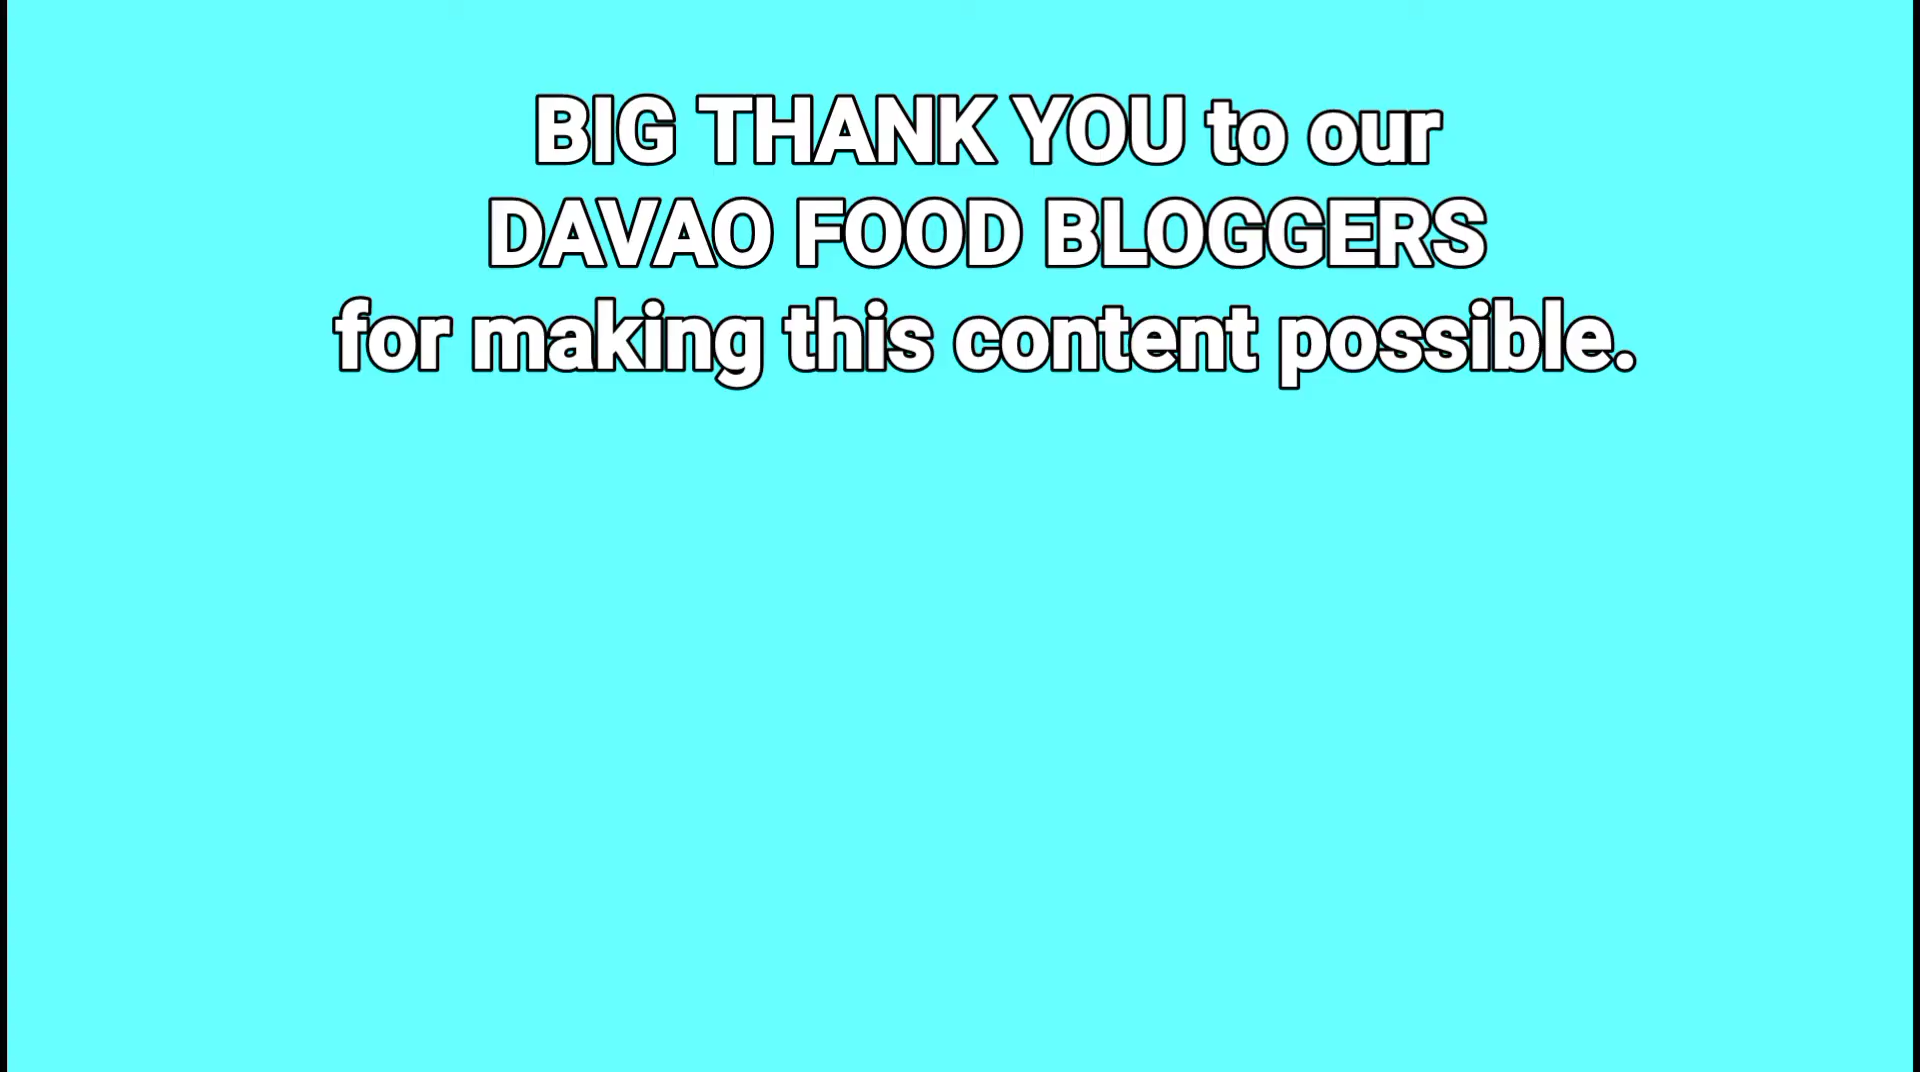 BIG THANK YOU to our
DAVAO FOOD BLOGGERS
for making this content possible.